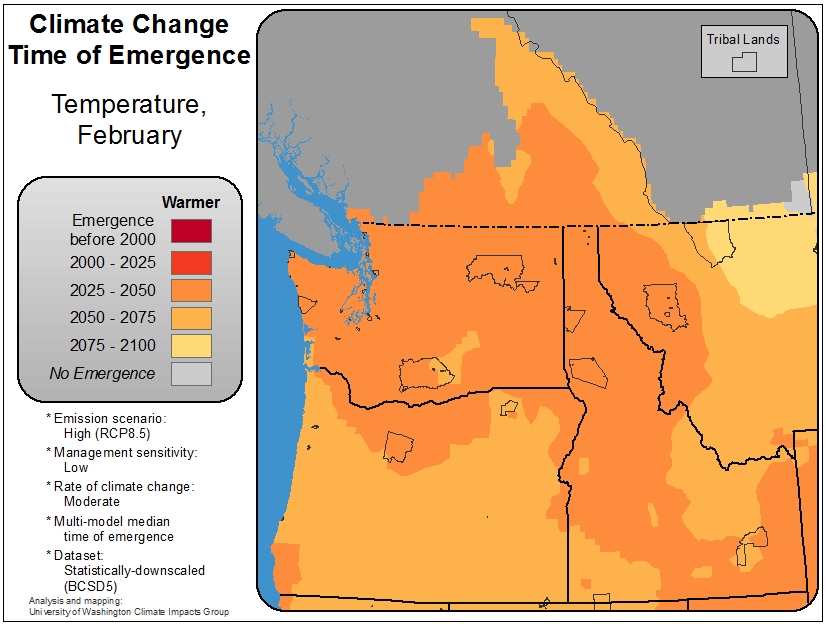 Climate Change
Time of Emergence
Temperature,
February
Warmer
Emergence
before 2000
2000 - 2025
2025 - 2050
2050 - 2075
2075 - 2100
No Emergence
* Emission scenario:
High (RCP8.5)
* Management sensitivity:
Low
* Rate of climate change:
Moderate
* Multi-model median
time of emergence
* Dataset:
Statistically-downscaled
(BCSD5)
Analysis and mapping:
University of Washington Climate Impacts Group
Tribal Lands